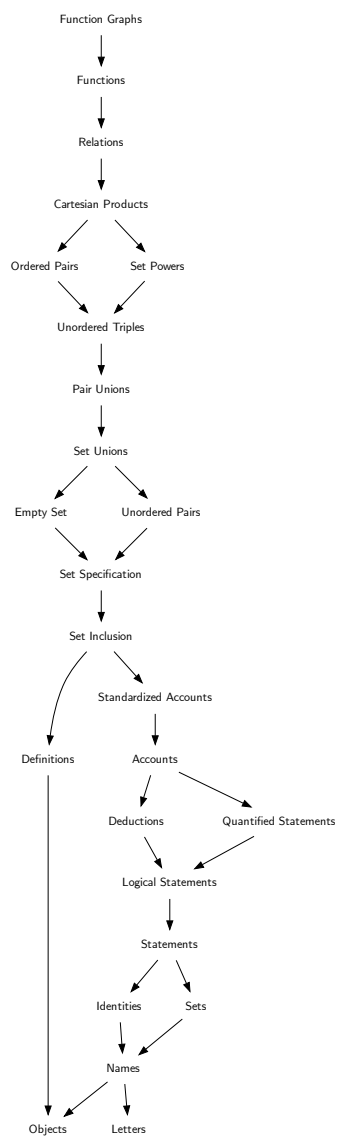 Function Graphs
Functions
Relations
Cartesian Products
Ordered Pairs
Set Powers
Unordered Triples
Pair Unions
Set Unions
Empty Set
Unordered Pairs
Set Specification
Set Inclusion
Standardized Accounts
Definitions
Accounts
Deductions
Quantified Statements
Logical Statements
Statements
Identities
Sets
Names
Objects
Letters